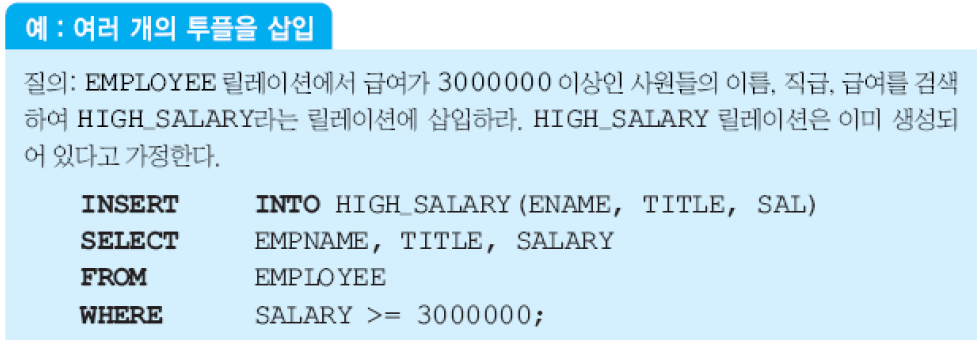 예 : 여러 개의 투플을 삽입
질의: EMPLOYEE 릴레이션에서 급여가 3000000 이상인 사원들의 이름, 직급, 급여를 검색
하여 HIGH_SALARY라는 릴레이션에 삽입하라. HIGH_SALARY 릴레이션은 이미 생성되
어 있다고 가정한다.
INSERT INTO HIGH_SALARY(ENAME, TITLE, SAL)
SELECT EMPNAME, TITLE, SALARY
FROM EMPLOYEE
WHERE SALARY >= 3000000;